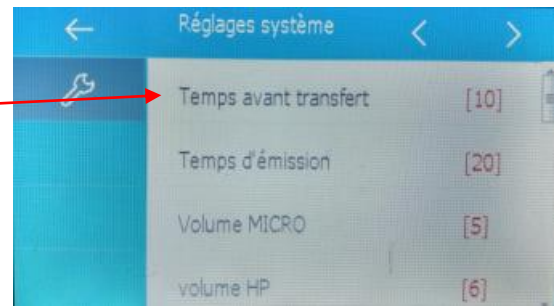 Réglages système
Temps avant transfert [10]
Temps d'émission [20]
Volume MICRO [5]
volume HP [6]